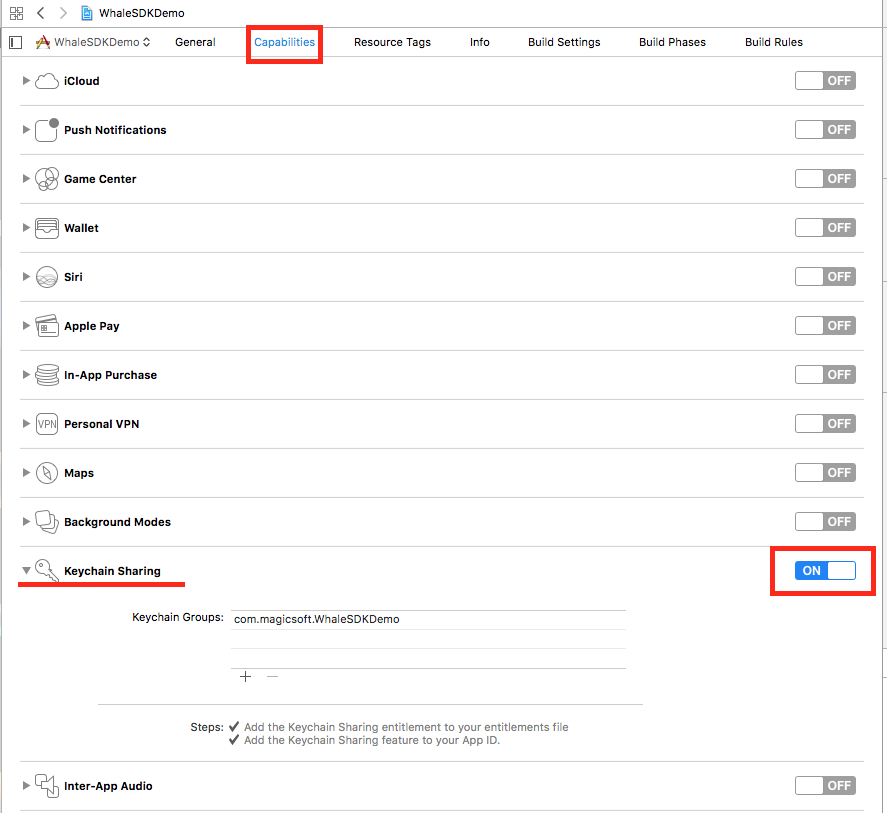 WhaleSDKDemo
WhaleSDKDemo General Capabilities Resource Tags Info Build Settings Build Phases Build Rules
iCloud OFF
Push Notifications OFF
Game Center OFF
Wallet OFF
Siri OFF
Apple Pay OFF
In-App Purchase OFF
VPN Personal VPN OFF
Maps OFF
Background Modes OFF
Keychain Sharing ON
Keychain Groups: com.magicsoft.WhaleSDKDemo
Steps: ✔ Add the Keychain Sharing entitlement to your entitlements file
✔ Add the Keychain Sharing feature to your App ID.
Inter-App Audio OFF